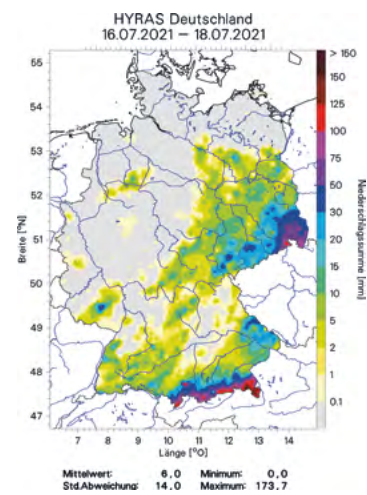 HYRAS Deutschland
16.07.2021 – 18.07.2021
55
54
53
52
51
50
49
48
47
Breite [°N]
7 8 9 10 11 12 13 14
Länge [°O]
> 150
150
125
100
75
50
30
20
15
10
5
2
1
0.1
Niederschlagssumme [mm]
Mittelwert: 6,0 Minimum: 0,0
Std.Abweichung: 14,0 Maximum: 173,7